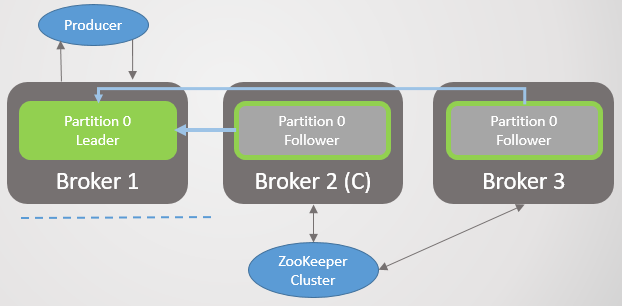 Producer
Partition 0
Leader
Broker 1
Partition 0
Follower
Broker 2 (C)
Partition 0
Follower
Broker 3
ZooKeeper
Cluster